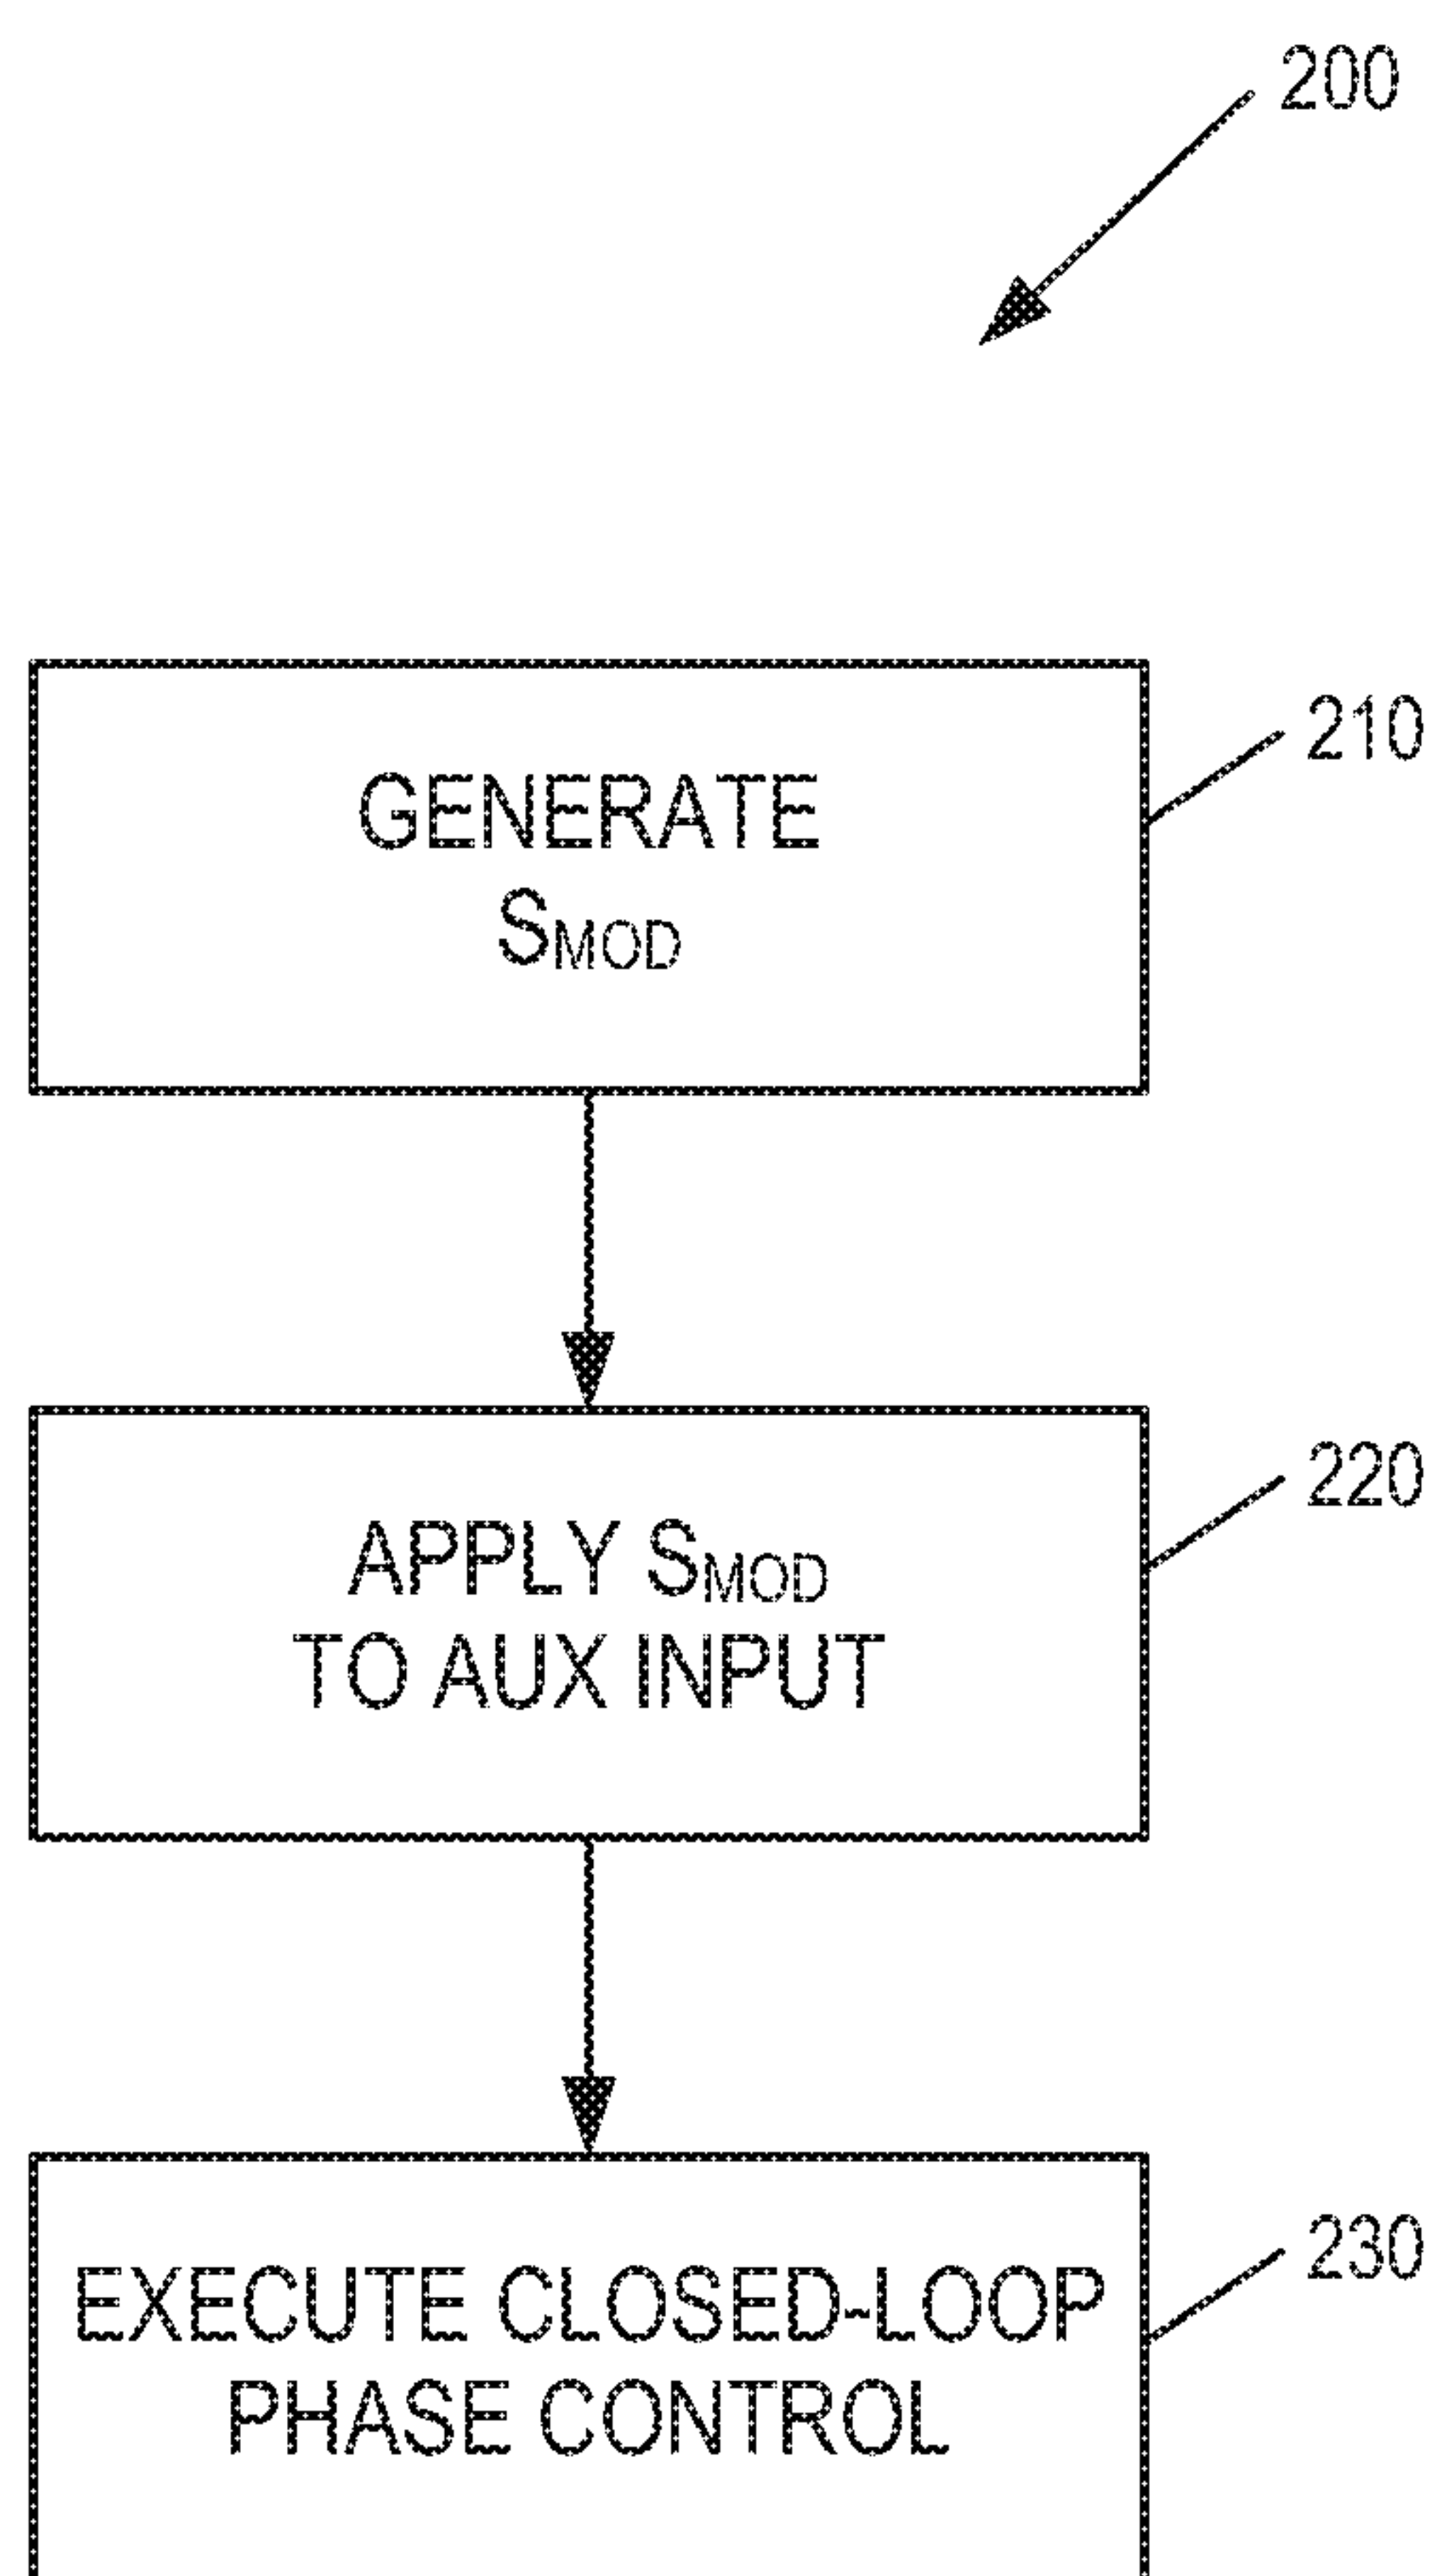 200
210
GENERATE
SMOD
220
APPLY SMOD
TO AUX INPUT
230
EXECUTE CLOSED-LOOP
PHASE CONTROL